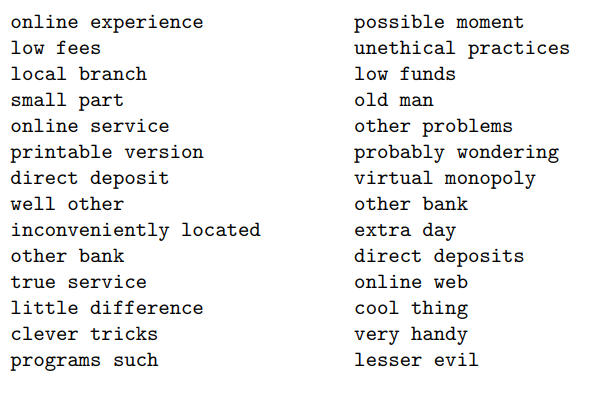 online experience
low fees
local branch
small part
online service
printable version
direct deposit
well other
inconveniently located
other bank
true service
little difference
clever tricks
programs such
possible moment
unethical practices
low funds
old man
other problems
probably wondering
virtual monopoly
other bank
extra day
direct deposits
online web
cool thing
very handy
lesser evil